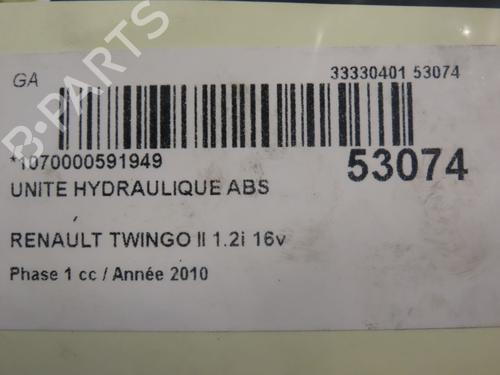 GA
33330401 53074
B-PARTS
*1070000591949
53074
UNITE HYDRAULIQUE ABS
RENAULT TWINGO II 1.2i 16v
Phase 1 cc / Année 2010